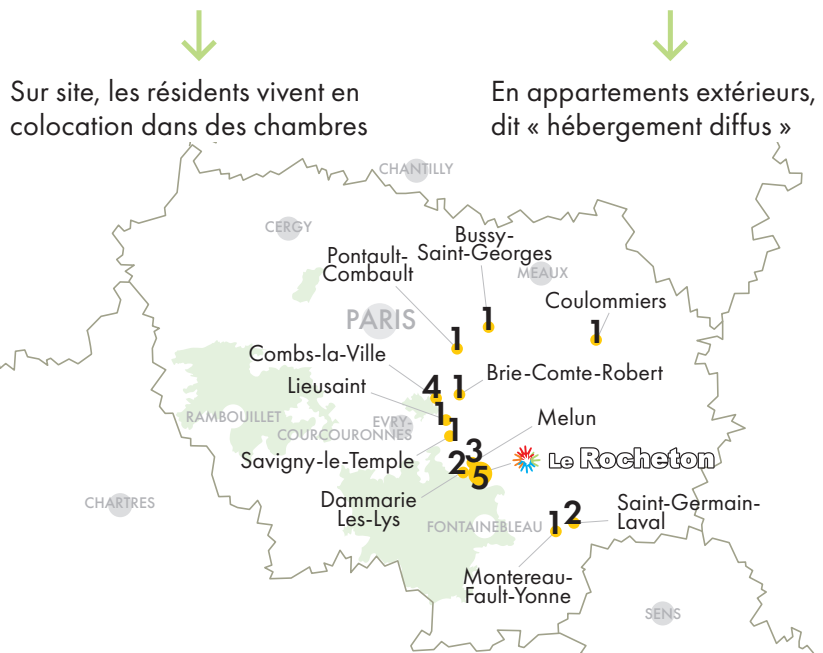 Sur site, les résidents vivent en
colocation dans des chambres
En appartements extérieurs,
dit « hébergement diffus »
CHANTILLY
CERGY
Bussy-
Saint-Georges
Pontault-
Combault
MEAUX
Coulommiers
1
PARIS
1
1
Combs-la-Ville
4
1
Brie-Comte-Robert
Lieusaint
1
RAMBOUILLET
EVRY-
COURCOURONNES
Melun
1
Savigny-le-Temple
3
2
5
Le Rocheton
Dammarie
Les-Lys
CHARTRES
FONTAINEBLEAU
1
2
Saint-Germain-
Laval
Montereau-
Fault-Yonne
SENS